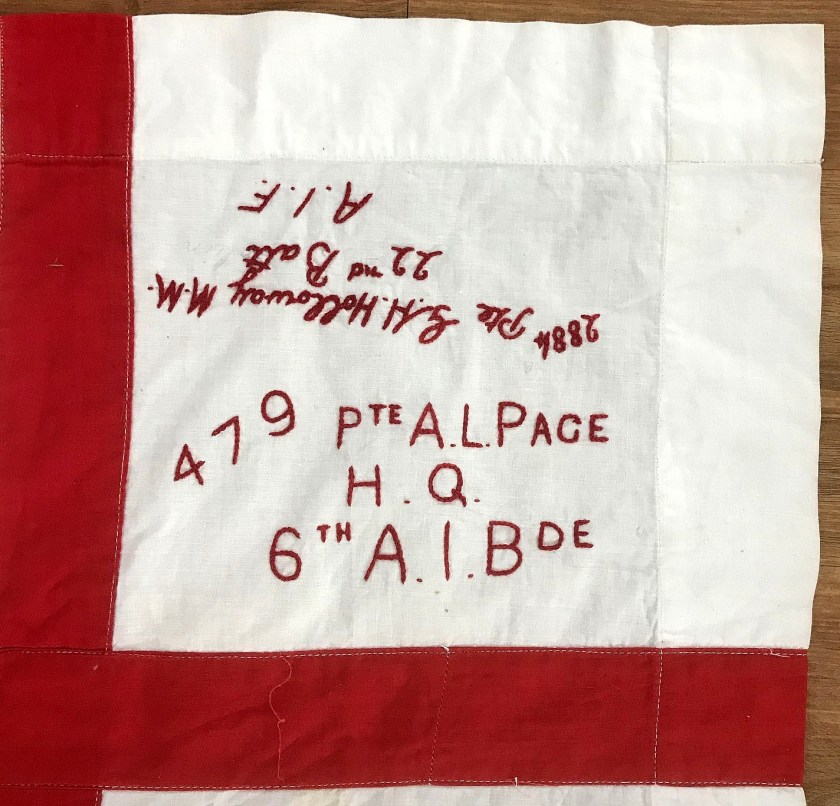 2884 Pte G.H. Holloway M.M.
22nd Batt
A.I.F.
479 PTE A.L. PAGE
H.Q.
6TH A.I.BDE